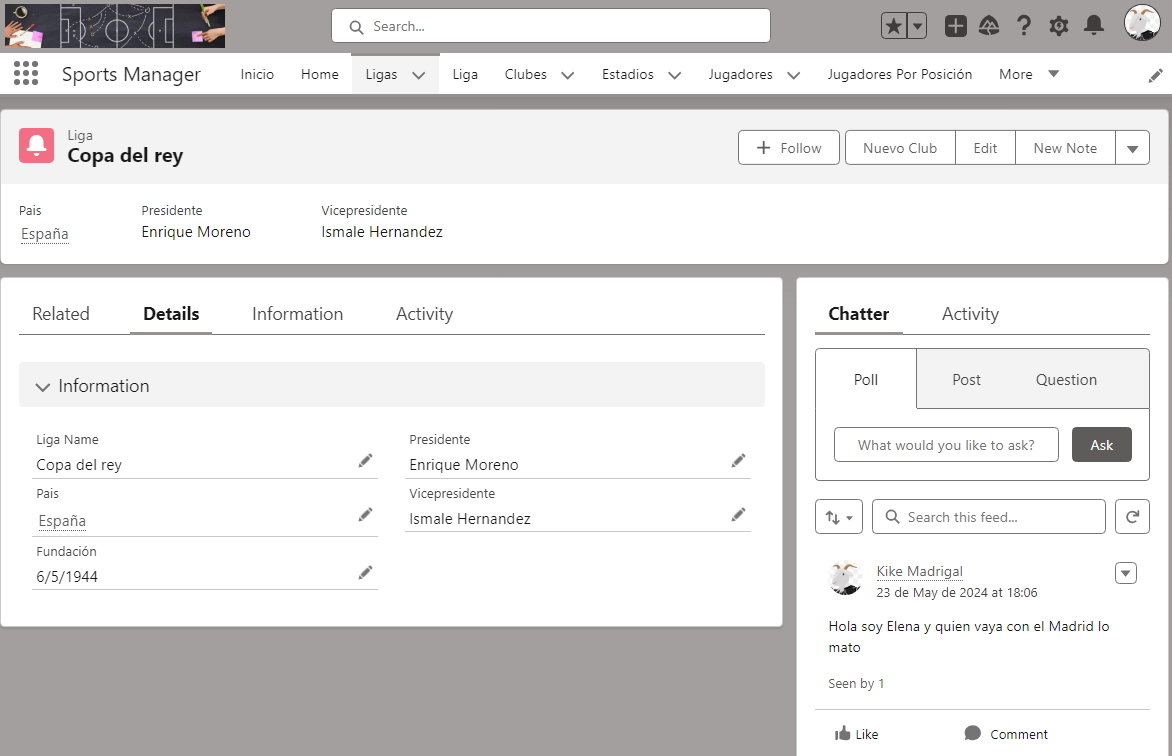 Search...
Sports Manager
Inicio
Home
Ligas
Liga
Clubes
Estadios
Jugadores
Jugadores Por Posición
More
Liga
Copa del rey
Follow
Nuevo Club
Edit
New Note
Pais
Presidente
Vicepresidente
España
Enrique Moreno
Ismale Hernandez
Related
Details
Information
Activity
Information
Liga Name
Copa del rey
Presidente
Enrique Moreno
Pais
España
Vicepresidente
Ismale Hernandez
Fundación
6/5/1944
Chatter
Activity
Poll
Post
Question
What would you like to ask?
Ask
Search this feed...
Kike Madrigal
23 de May de 2024 at 18:06
Hola soy Elena y quien vaya con el Madrid lo
mato
Seen by 1
Like
Comment